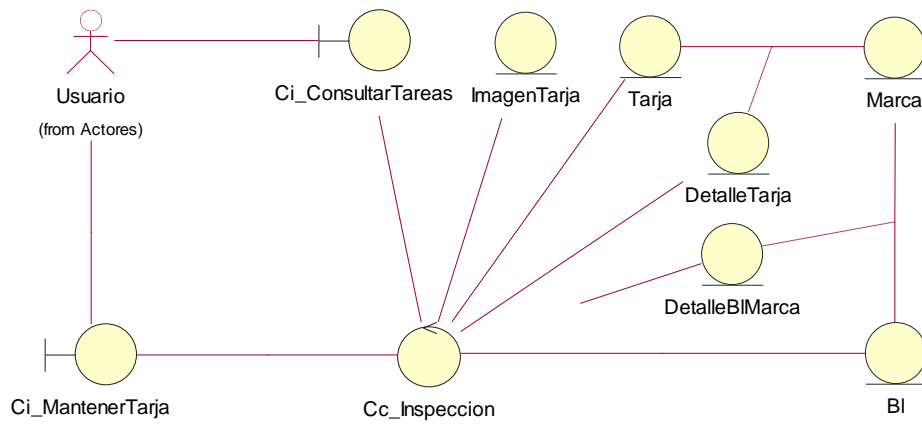 Usuario
(from Actores)
Ci_ConsultarTareas
ImagenTarja
Tarja
Marca
DetalleTarja
DetalleBlMarca
Ci_MantenerTarja
Cc_Inspeccion
Bl